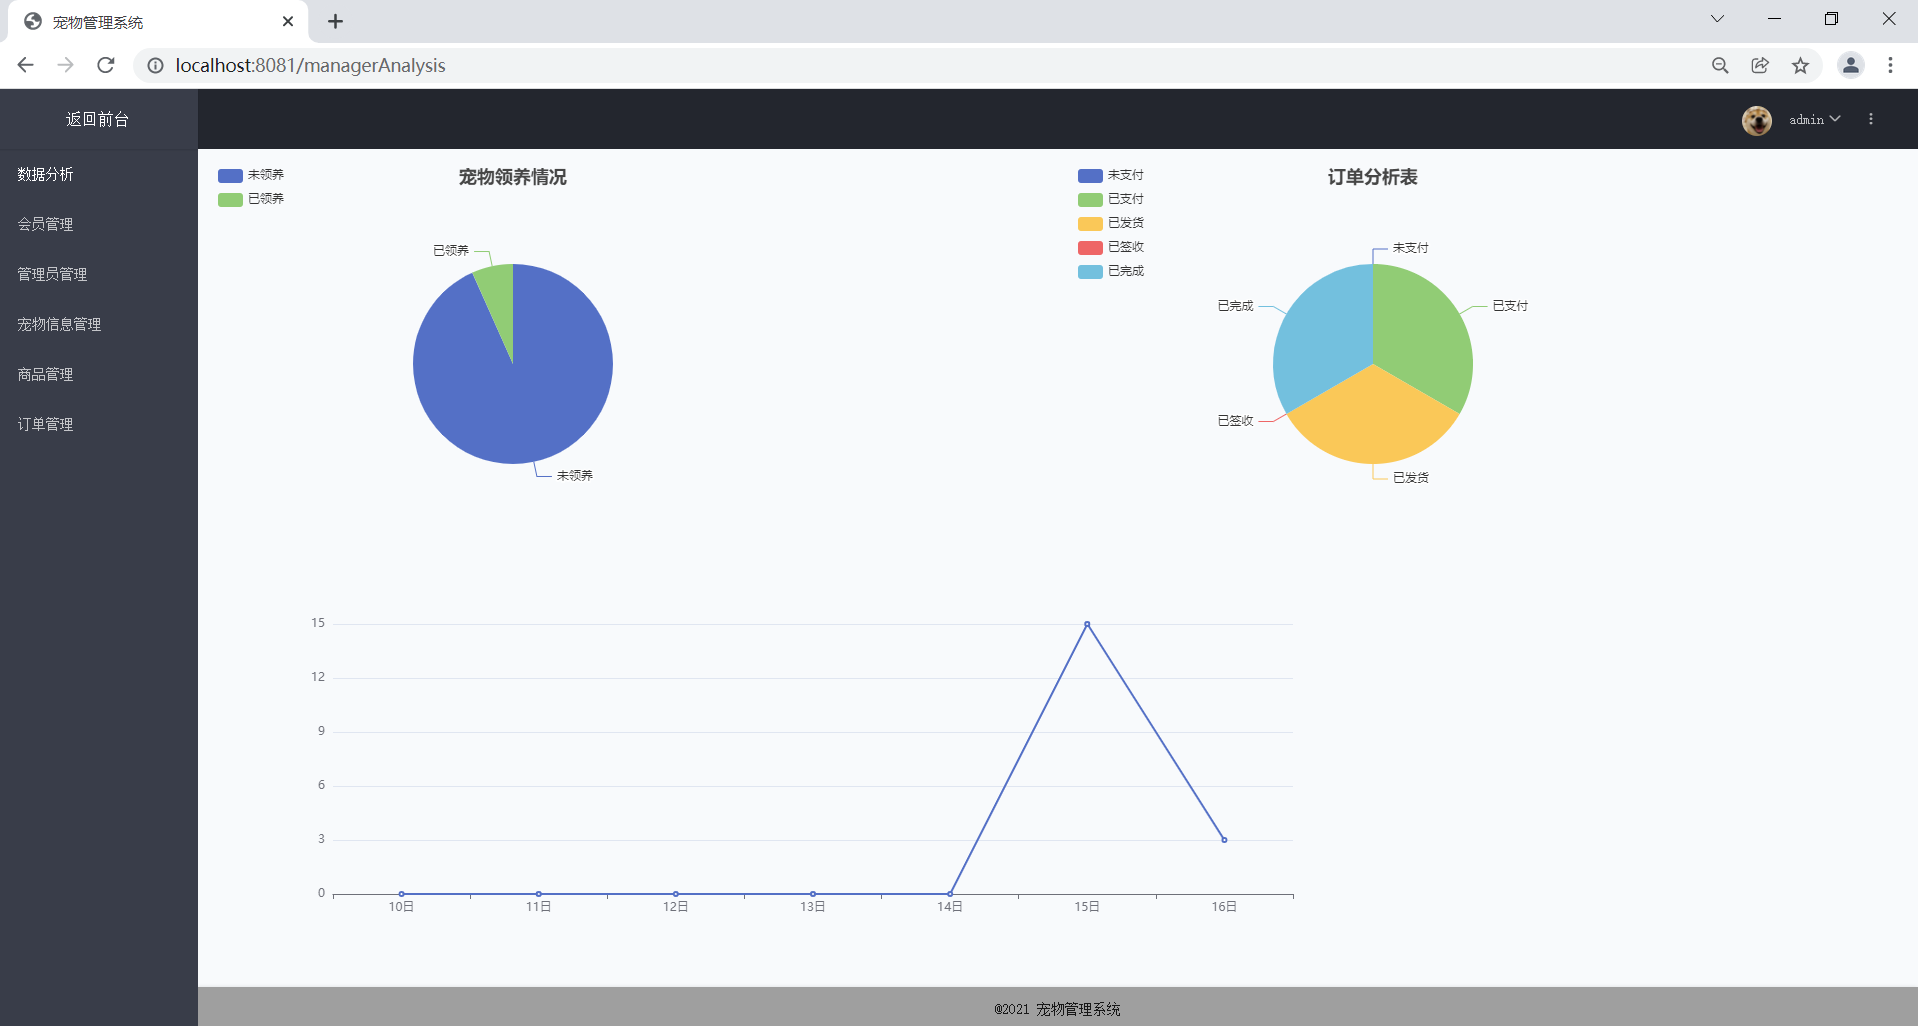 宠物管理系统
localhost:8081/managerAnalysis
返回前台
admin
数据分析
会员管理
管理员管理
宠物信息管理
商品管理
订单管理
宠物领养情况
未领养
已领养
已领养
未领养
订单分析表
未支付
已支付
已发货
已签收
已完成
未支付
已完成
已支付
已签收
已发货
15
12
9
6
3
0
10日
11日
12日
13日
14日
15日
16日
@2021 宠物管理系统